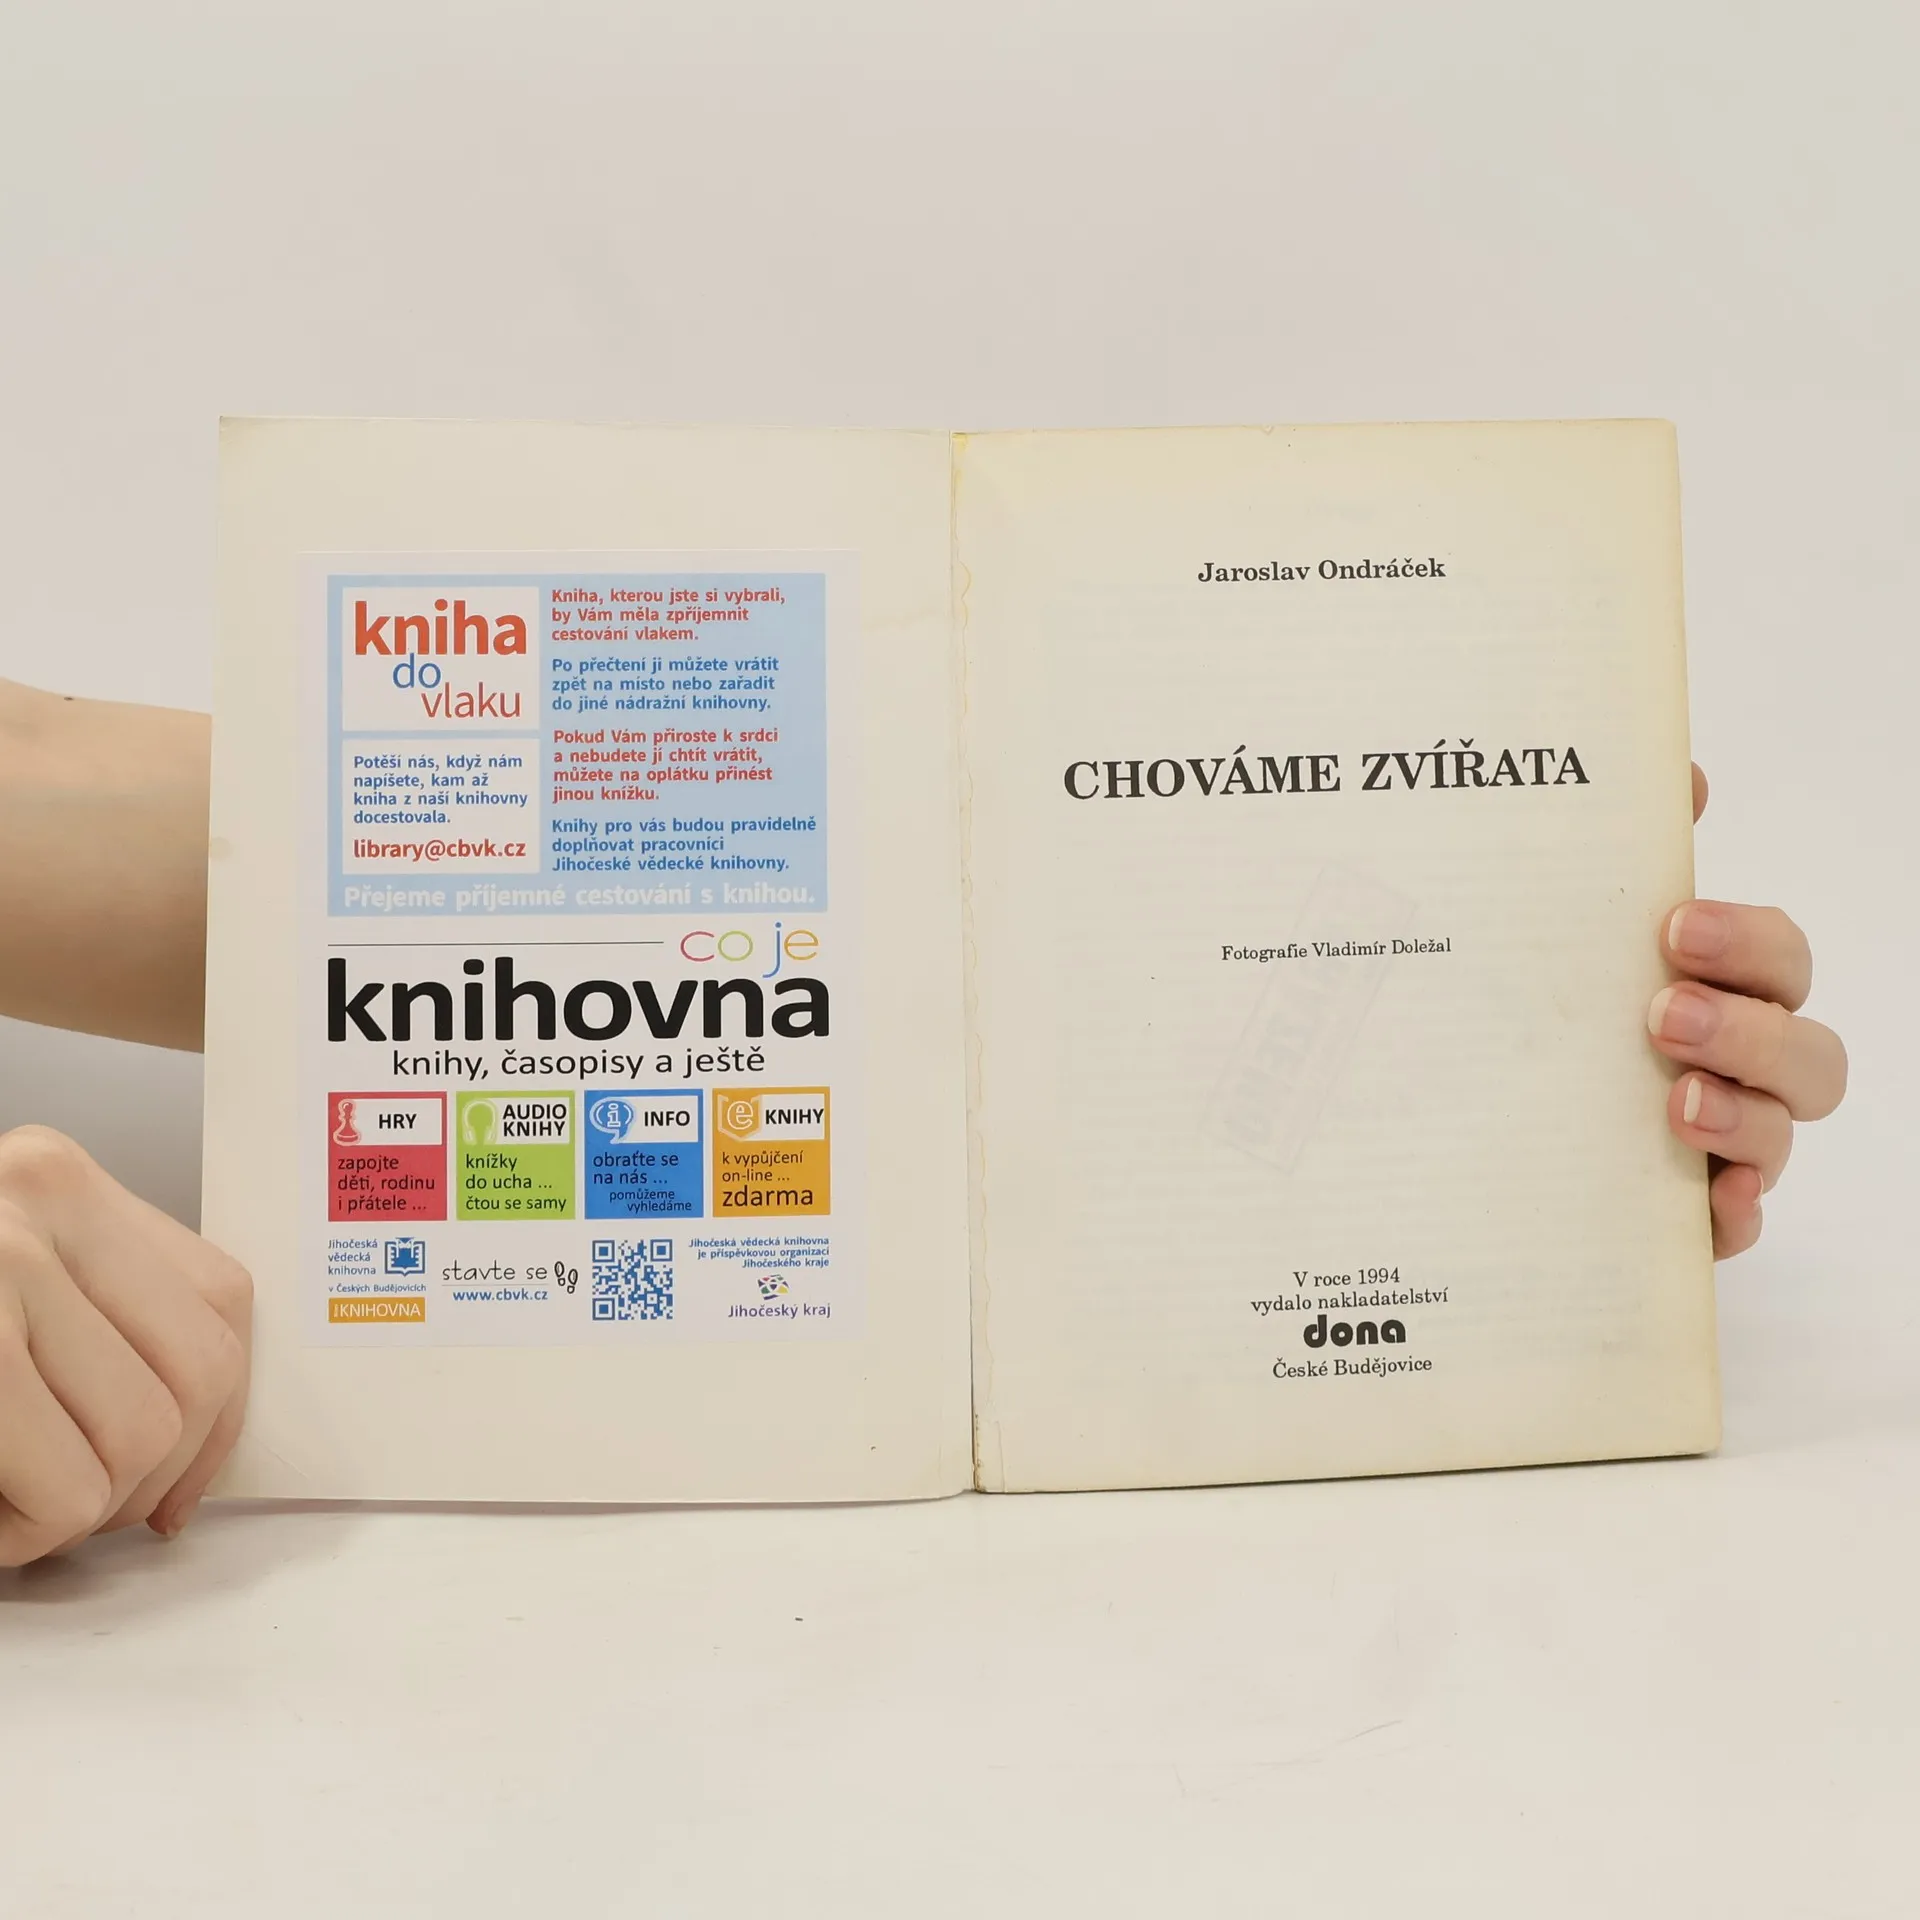 kniha
do
vlaku
Potěší nás, když nám
napíšete, kam až
kniha z naší knihovny
docestovala.
library@cbvk.cz
Kniha, kterou jste si vybrali,
by Vám měla zpříjemnit
cestování vlakem.
Po přečtení ji můžete vrátit
zpět na místo nebo zařadit
do jiné nádražní knihovny.
Pokud Vám přiroste k srdci
a nebudete jí chtít vrátit,
můžete na oplátku přinést
jinou knížku.
Knihy pro vás budou pravidelně
doplňovat pracovníci
Jihočeské vědecké knihovny.
Přejeme příjemné cestování s knihou.
co je
knihovna
knihy, časopisy a ještě
HRY
zapojte
děti, rodinu
i přátele ...
AUDIO
KNIHY
knížky
do ucha ...
čtou se samy
INFO
obraťte se
na nás ...
pomůžeme
vyhledáme
e KNIHY
k vypůjčení
on-line ...
zdarma
Jihočeská
vědecká
knihovna
v Českých Budějovicích
KNIHOVNA
stavte se
www.cbvk.cz
Jihočeská vědecká knihovna
je příspěvkovou organizací
Jihočeského kraje
Jihočeský kraj
Jaroslav Ondráček
CHOVÁME ZVÍŘATA
Fotografie Vladimír Doležal
V roce 1994
vydalo nakladatelství
dona
České Budějovice